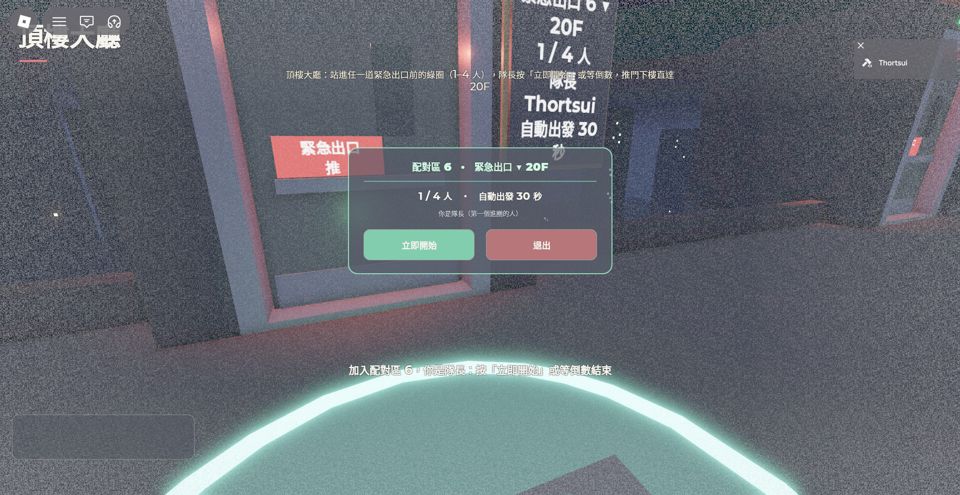 頂樓大廳
頂樓大廳：站進任一道緊急出口前的綠圈（1-4 人），隊長按「立即開始」或等倒數，推門下樓直達
20F
緊急出口 6 ▼
20F
1 / 4 人
隊長
Thortsui
自動出發 30
秒
Thortsui
緊急出口
推
配對區 6 • 緊急出口 ▼ 20F
1 / 4 人 • 自動出發 30 秒
你是隊長（第一個進圈的人）
立即開始
退出
加入配對區 6，你是隊長：按「立即開始」或等倒數結束